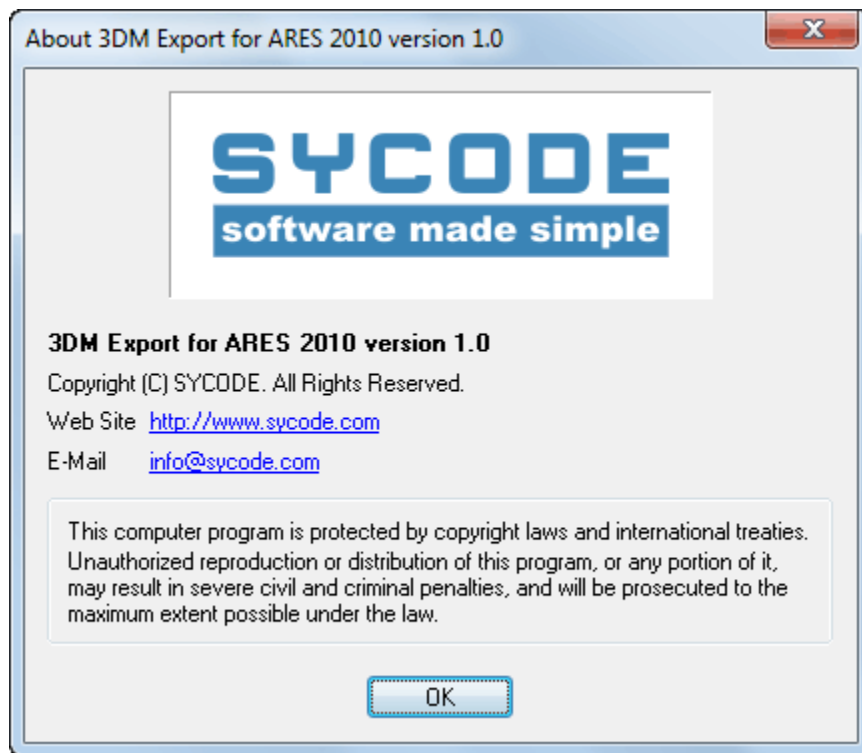 About 3DM Export for ARES 2010 version 1.0
SYCODE
software made simple
3DM Export for ARES 2010 version 1.0
Copyright (C) SYCODE. All Rights Reserved.
Web Site http://www.sycode.com
E-Mail info@sycode.com
This computer program is protected by copyright laws and international treaties.
Unauthorized reproduction or distribution of this program, or any portion of it,
may result in severe civil and criminal penalties, and will be prosecuted to the
maximum extent possible under the law.
OK